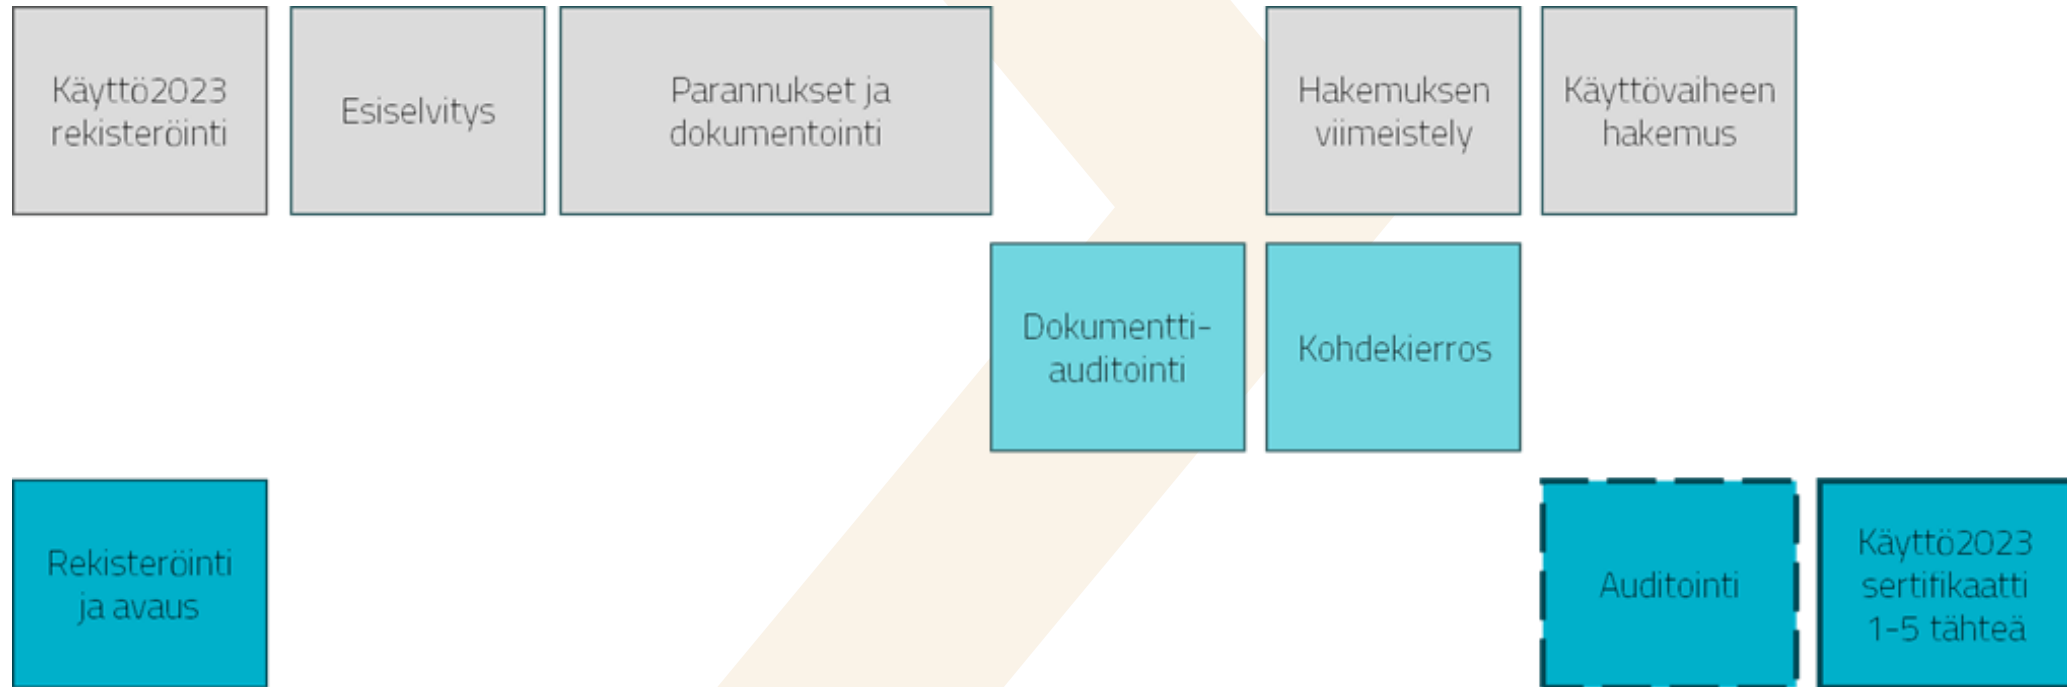 Käyttö2023
rekisteröinti
Esiselvitys
Parannukset ja
dokumentointi
Hakemuksen
viimeistely
Käyttövaiheen
hakemus
Dokumentti-
auditointi
Kohdekierros
Rekisteröinti
ja avaus
Auditointi
Käyttö2023
sertifikaatti
1-5 tähteä